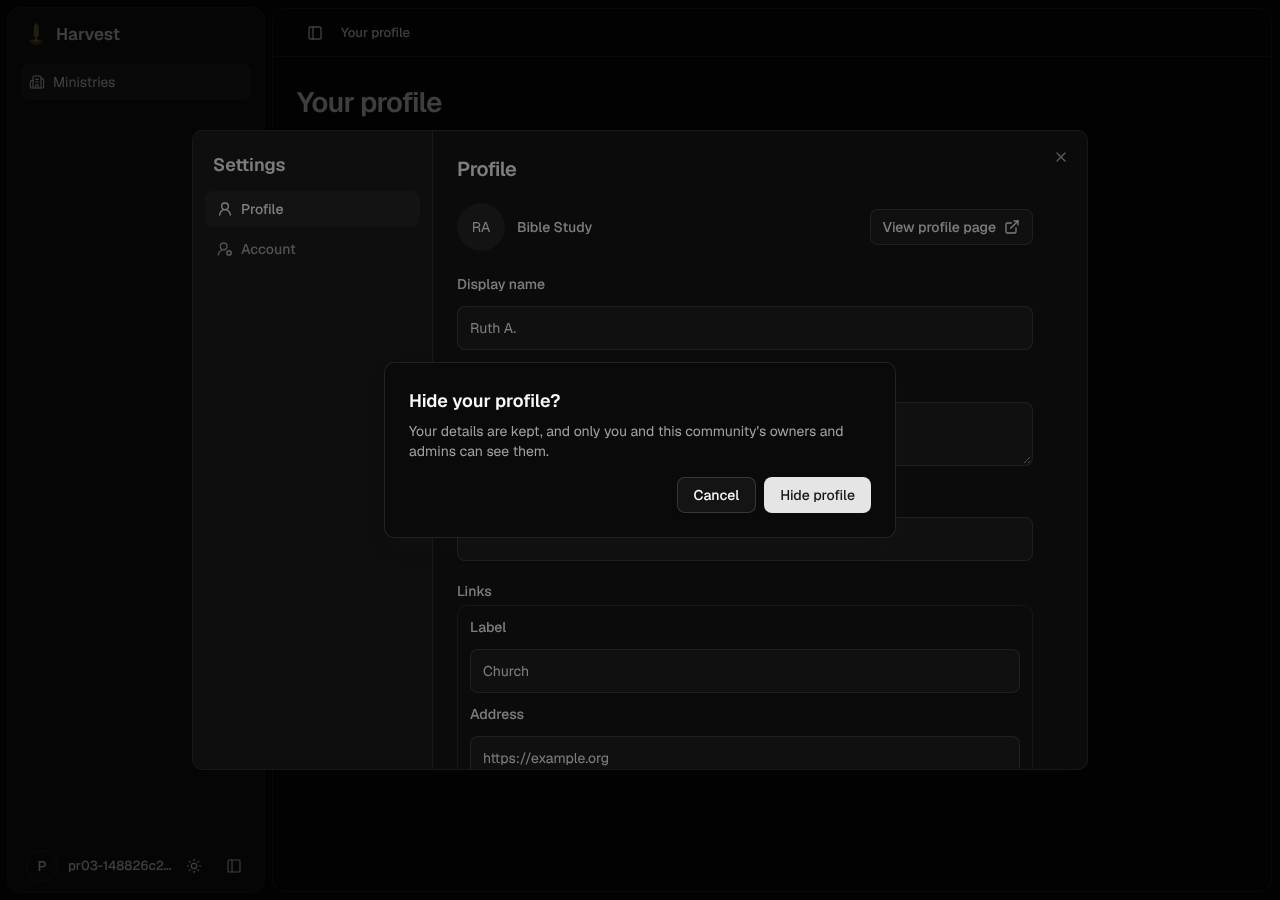 Harvest
Your profile
Ministries
Your profile
Settings
Profile
Account
Profile
RA
Bible Study
View profile page
Display name
Ruth A.
Hide your profile?
Your details are kept, and only you and this community's owners and
admins can see them.
Cancel
Hide profile
Links
Label
Church
Address
https://example.org
P
pr03-148826c2…